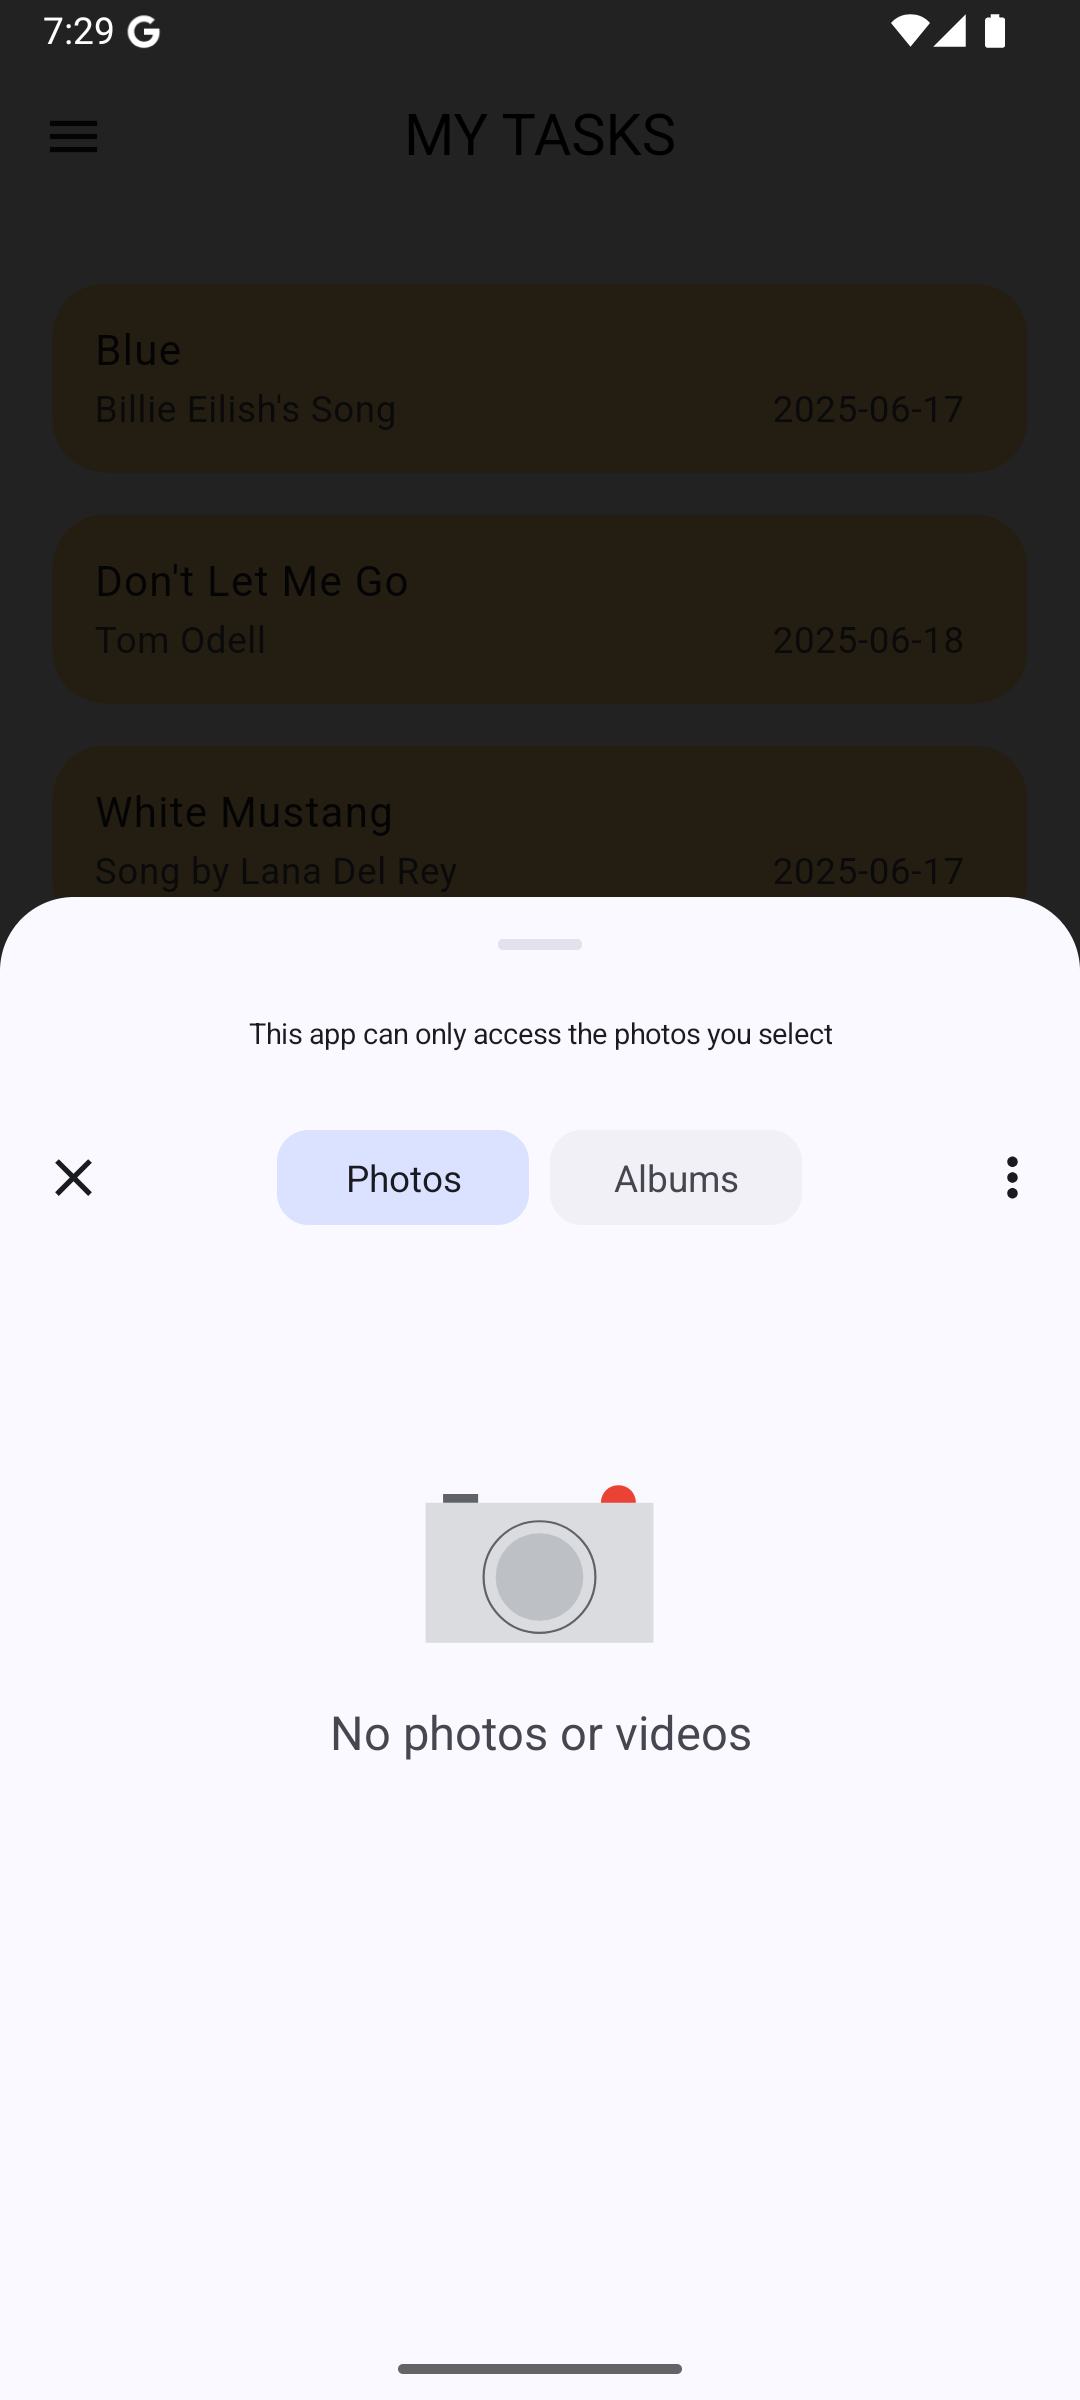 7:29
MY TASKS
Blue
Billie Eilish's Song 2025-06-17
Don't Let Me Go
Tom Odell 2025-06-18
White Mustang
Song by Lana Del Rey 2025-06-17
This app can only access the photos you select
Photos Albums
No photos or videos